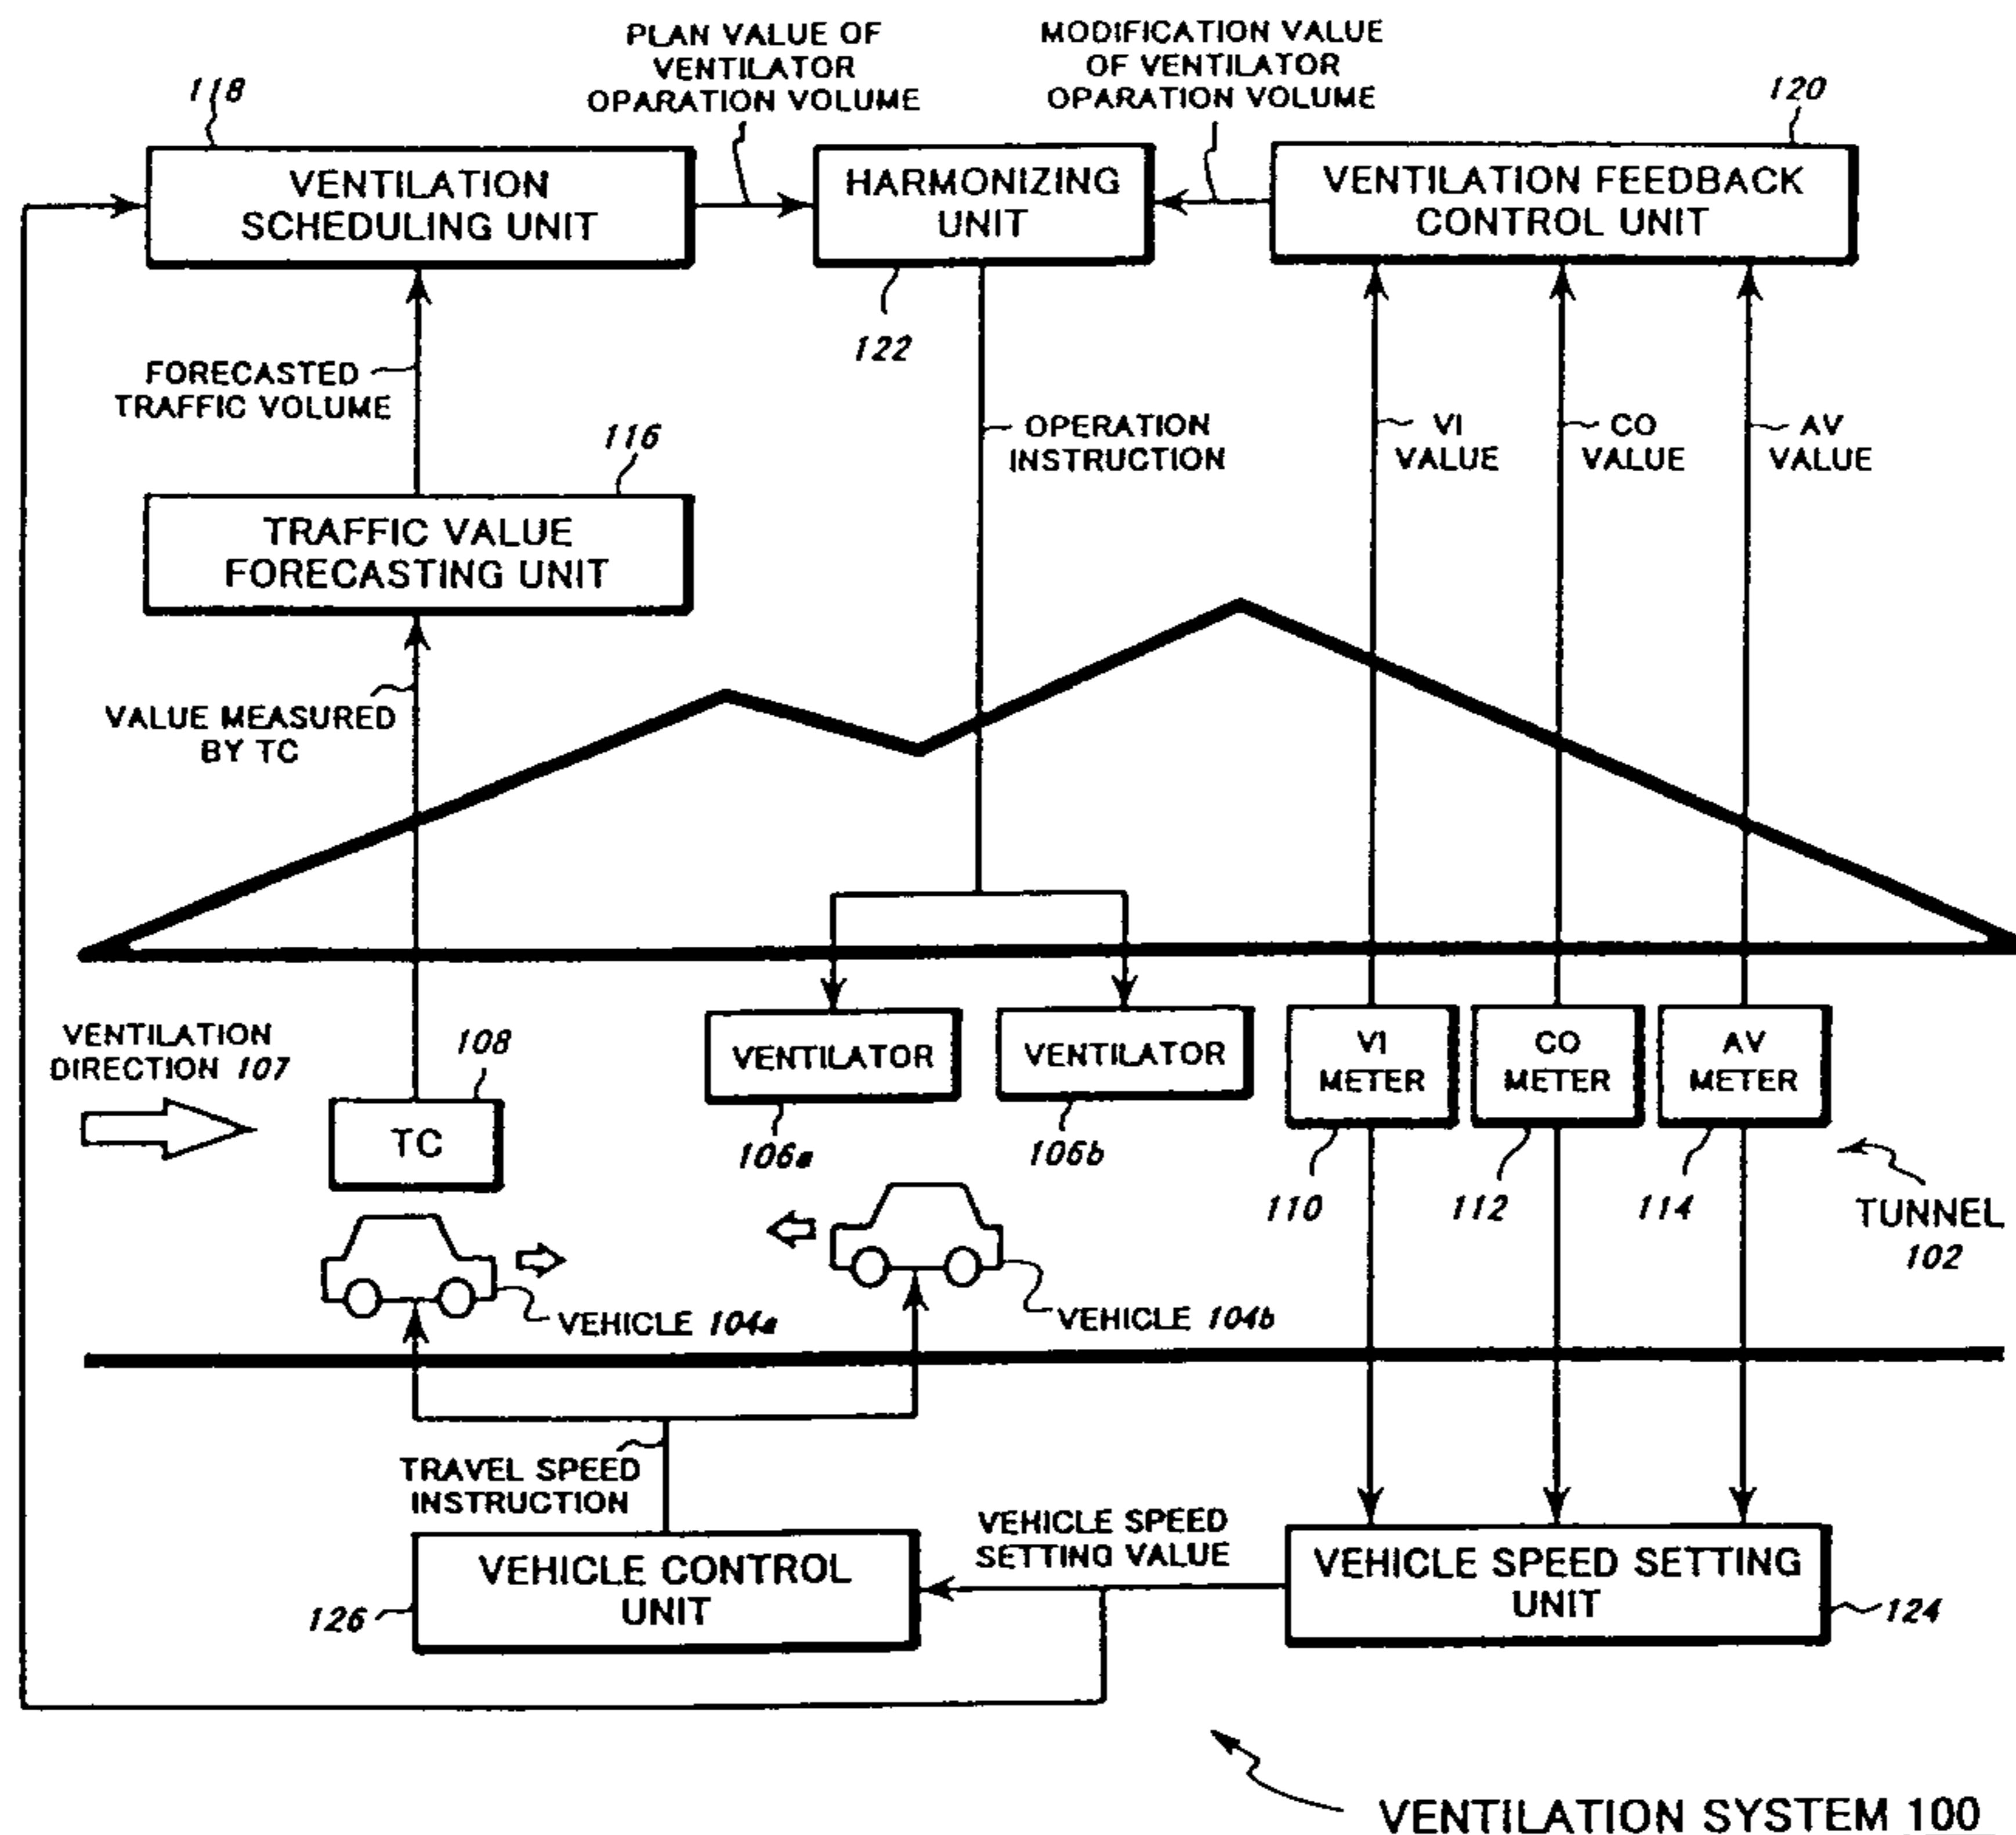 PLAN VALUE OF
VENTILATOR
OPARATION VOLUME
MODIFICATION VALUE
OF VENTILATOR
OPARATION VOLUME
118
120
VENTILATION
SCHEDULING UNIT
HARMONIZING
UNIT
VENTILATION FEEDBACK
CONTROL UNIT
122
FORECASTED
TRAFFIC VOLUME
116
OPERATION
INSTRUCTION
VI
VALUE
CO
VALUE
AV
VALUE
TRAFFIC VALUE
FORECASTING UNIT
VALUE MEASURED
BY TC
VENTILATION
DIRECTION 107
108
TC
VENTILATOR
VENTILATOR
VI
METER
CO
METER
AV
METER
106a
106b
110
112
114
TUNNEL
102
VEHICLE 104a
VEHICLE 104b
TRAVEL SPEED
INSTRUCTION
VEHICLE SPEED
SETTING VALUE
VEHICLE CONTROL
UNIT
126
VEHICLE SPEED SETTING
UNIT
124
VENTILATION SYSTEM 100